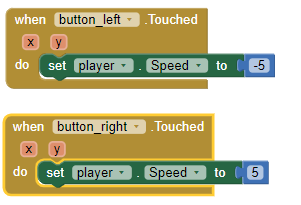 when button_left .Touched
x y
do set player . Speed to -5
when button_right .Touched
x y
do set player . Speed to 5